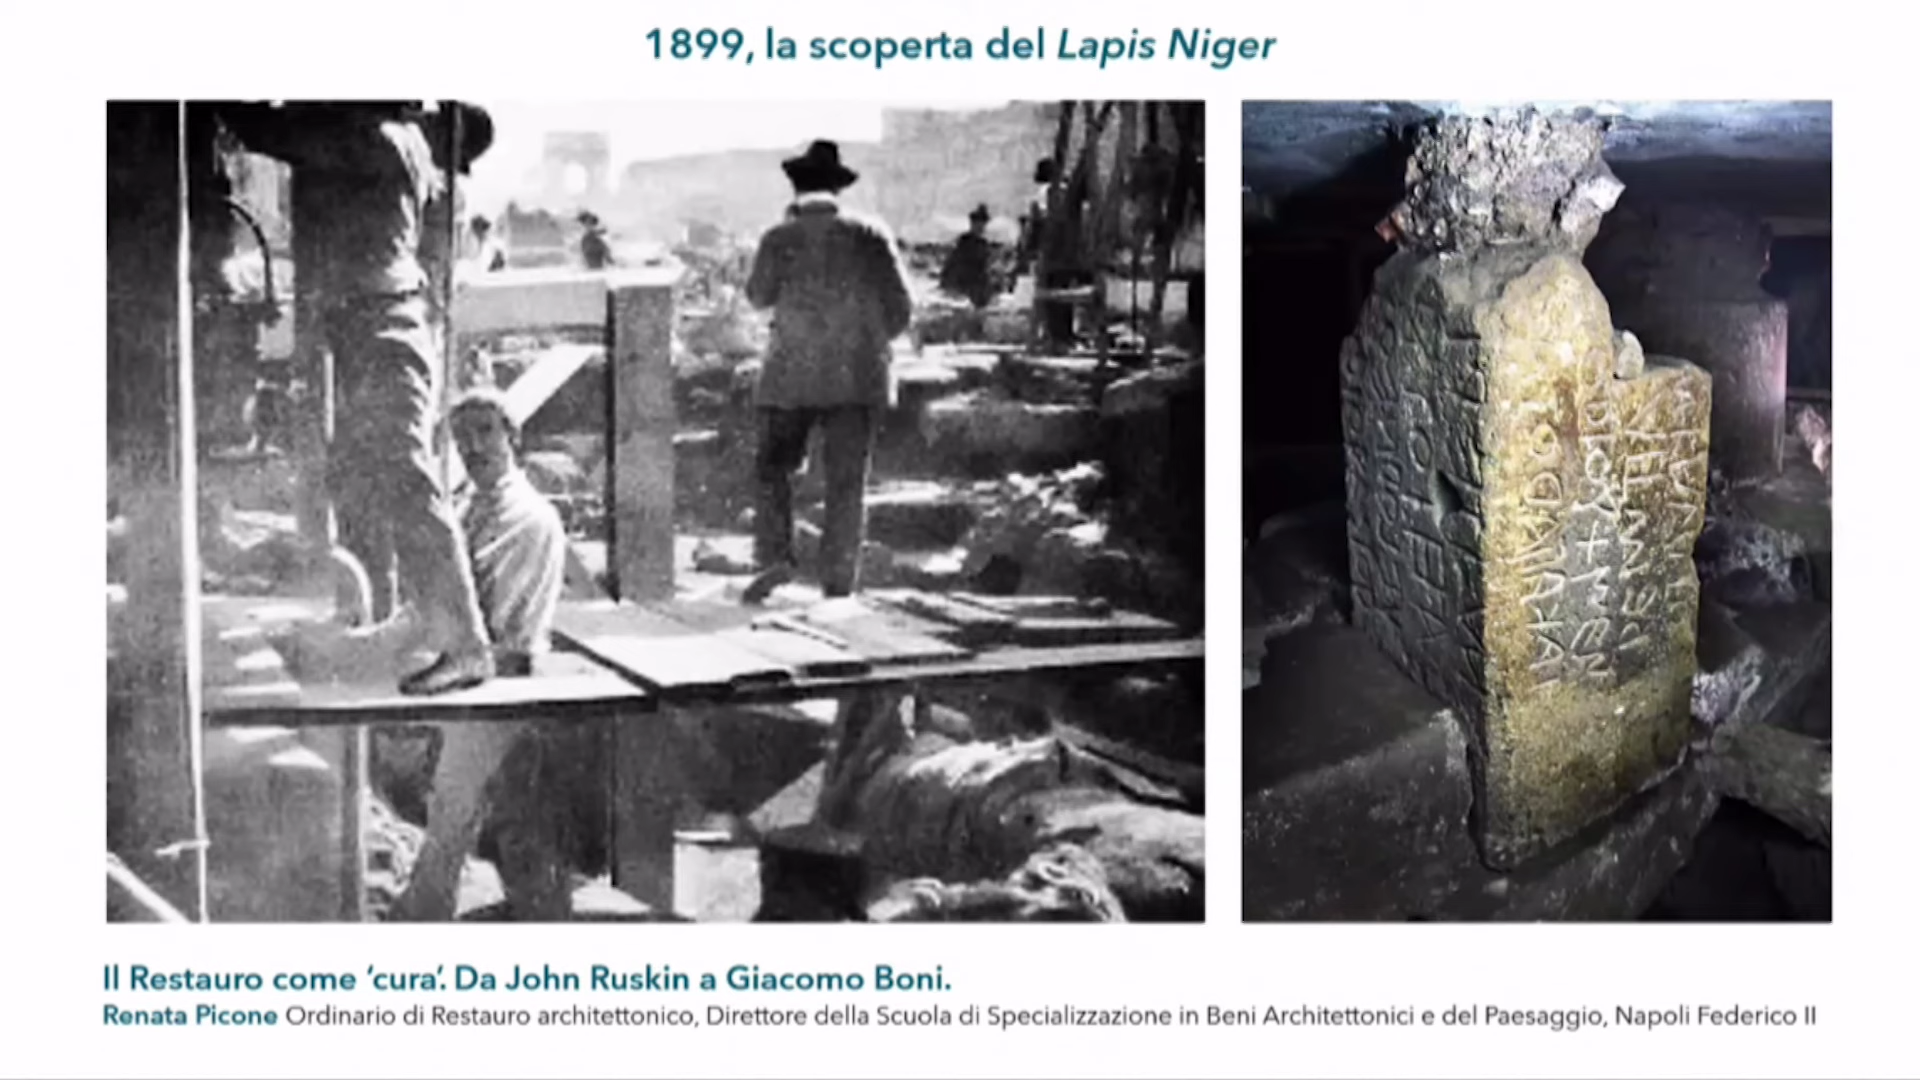 1899, la scoperta del Lapis Niger
Il Restauro come ‘cura’. Da John Ruskin a Giacomo Boni.
Renata Picone Ordinario di Restauro architettonico, Direttore della Scuola di Specializzazione in Beni Architettonici e del Paesaggio, Napoli Federico II